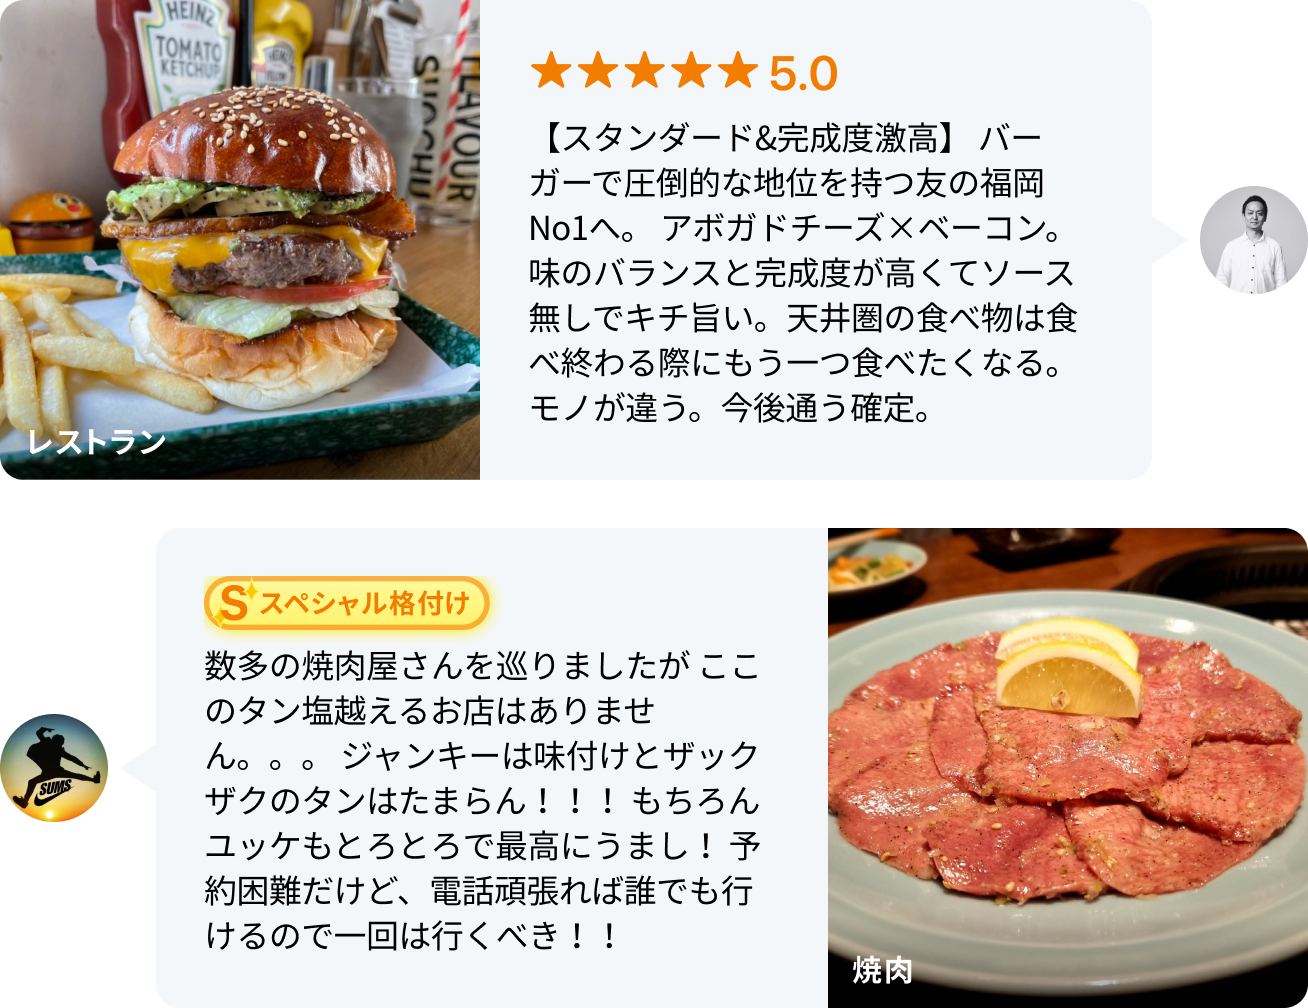 HEINZ
TOMATO
KETCHUP
FLAVOUR
レストラン
5.0
【スタンダード&完成度激高】 バー
ガーで圧倒的な地位を持つ友の福岡
No1へ。 アボガドチーズ×ベーコン。
味のバランスと完成度が高くてソース
無しでキチ旨い。天井圏の食べ物は食
べ終わる際にもう一つ食べたくなる。
モノが違う。今後通う確定。
S スペシャル格付け
数多の焼肉屋さんを巡りましたが ここ
のタン塩越えるお店はありませ
ん。。。 ジャンキーは味付けとザック
ザクのタンはたまらん！！！ もちろん
ユッケもとろとろで最高にうまし！ 予
約困難だけど、電話頑張れば誰でも行
けるので一回は行くべき！！
SUMS
焼肉